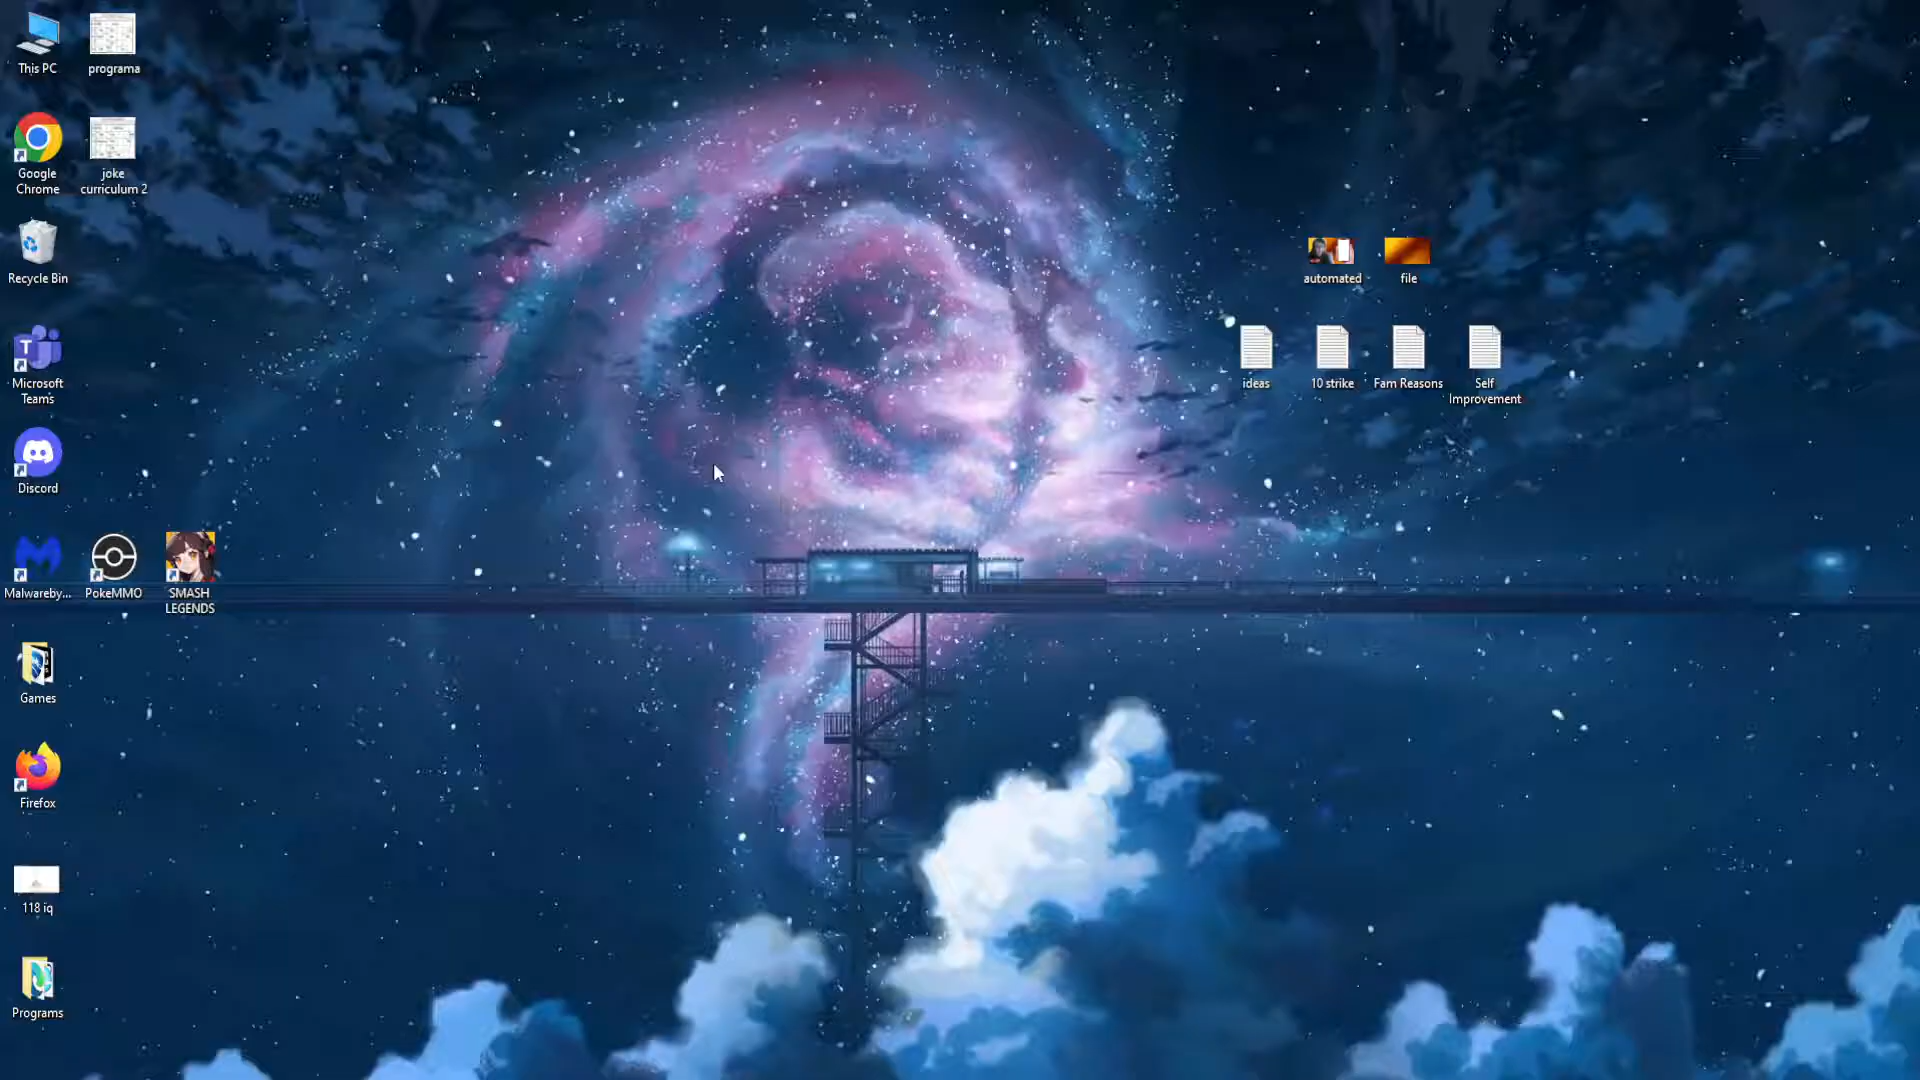 This PC
programa
Google
Chrome
joke
curriculum 2
Recycle Bin
automated
file
Microsoft
Teams
ideas
10 strike
Fam Reasons
Self
Improvement
Discord
Malwareby...
PokeMMO
SMASH
LEGENDS
Games
Firefox
118 iq
Programs